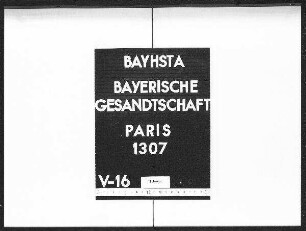 BAYHSTA
BAYERISCHE
GESANDTSCHAFT
PARIS
1307
V-16